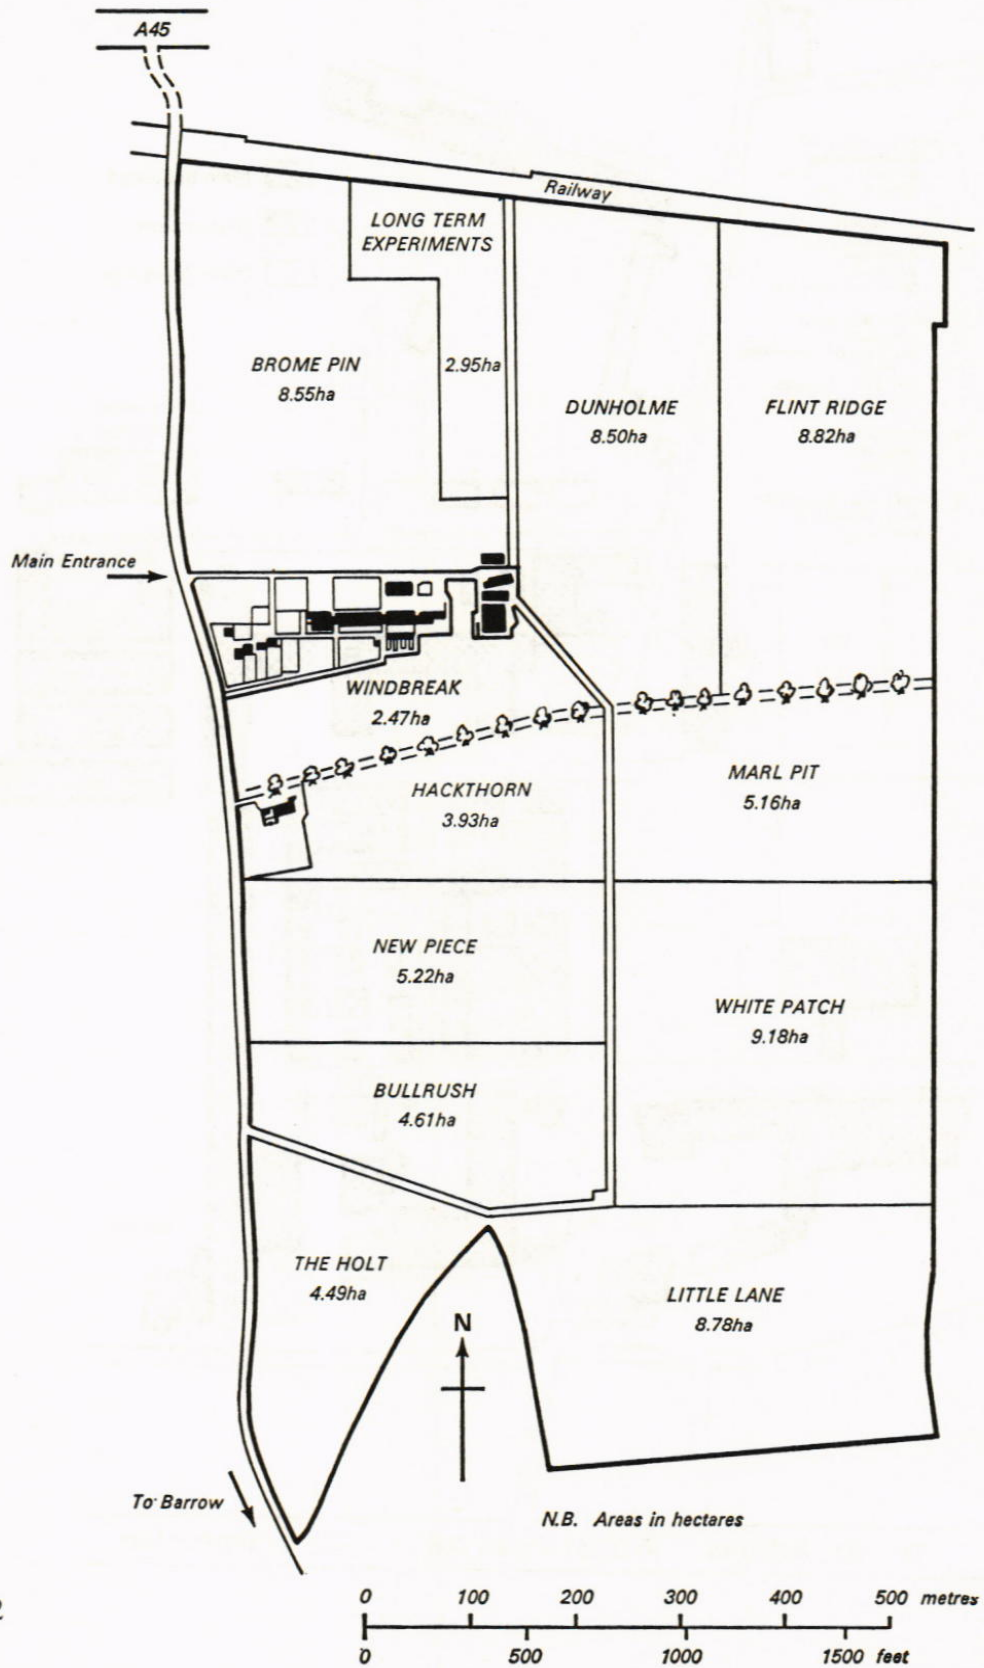 A45
Railway
LONG TERM
EXPERIMENTS
2.95ha
BROME PIN
8.55ha
DUNHOLME
8.50ha
FLINT RIDGE
8.82ha
Main Entrance
WINDBREAK
2.47ha
HACKTHORN
3.93ha
MARL PIT
5.16ha
NEW PIECE
5.22ha
WHITE PATCH
9.18ha
BULLRUSH
4.61ha
THE HOLT
4.49ha
LITTLE LANE
8.78ha
N
To Barrow
N.B. Areas in hectares
0 100 200 300 400 500 metres
0 500 1000 1500 feet